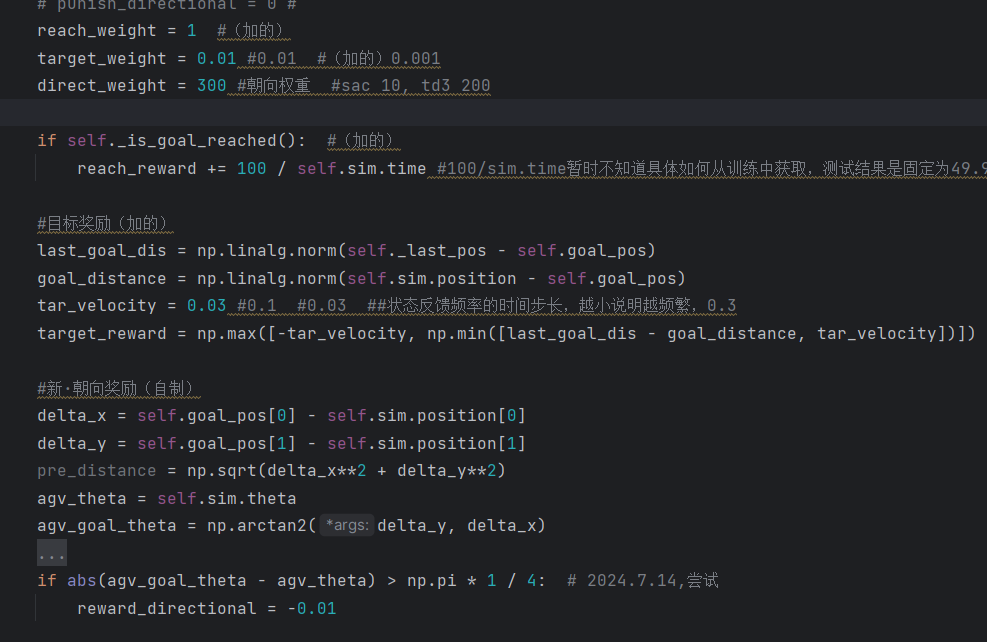 # punish_directional = 0 #
reach_weight = 1  #（加的）
target_weight = 0.01 #0.01  #（加的）0.001
direct_weight = 300 #朝向权重  #sac 10, td3 200
if self._is_goal_reached():  #（加的）
reach_reward += 100 / self.sim.time #100/sim.time暂时不知道具体如何从训练中获取，测试结果是固定为49.9
#目标奖励（加的）
last_goal_dis = np.linalg.norm(self._last_pos - self.goal_pos)
goal_distance = np.linalg.norm(self.sim.position - self.goal_pos)
tar_velocity = 0.03 #0.1  #0.03  ##状态反馈频率的时间步长，越小说明越频繁，0.3
target_reward = np.max([-tar_velocity, np.min([last_goal_dis - goal_distance, tar_velocity])])
#新·朝向奖励（自制）
delta_x = self.goal_pos[0] - self.sim.position[0]
delta_y = self.goal_pos[1] - self.sim.position[1]
pre_distance = np.sqrt(delta_x**2 + delta_y**2)
agv_theta = self.sim.theta
agv_goal_theta = np.arctan2( *args: delta_y, delta_x)
...
if abs(agv_goal_theta - agv_theta) > np.pi * 1 / 4:  # 2024.7.14,尝试
reward_directional = -0.01